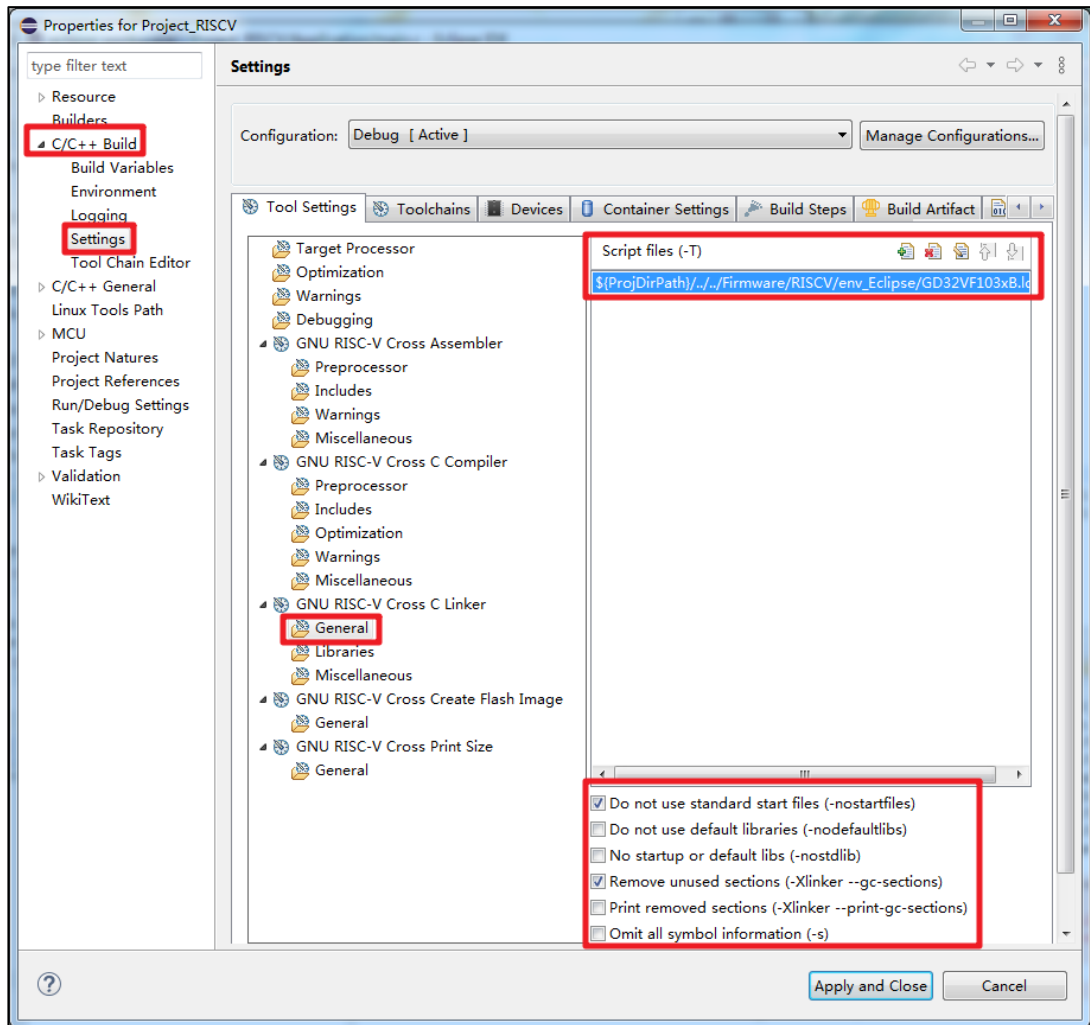 Properties for Project_RISCV
type filter text
Resource
Builders
C/C++ Build
Build Variables
Environment
Logging
Settings
Tool Chain Editor
C/C++ General
Linux Tools Path
MCU
Project Natures
Project References
Run/Debug Settings
Task Repository
Task Tags
Validation
WikiText
Settings
Configuration: Debug [ Active ] Manage Configurations...
Tool Settings Toolchains Devices Container Settings Build Steps Build Artifact
Target Processor
Optimization
Warnings
Debugging
GNU RISC-V Cross Assembler
Preprocessor
Includes
Warnings
Miscellaneous
GNU RISC-V Cross C Compiler
Preprocessor
Includes
Optimization
Warnings
Miscellaneous
GNU RISC-V Cross C Linker
General
Libraries
Miscellaneous
GNU RISC-V Cross Create Flash Image
General
GNU RISC-V Cross Print Size
General
Script files (-T)
${ProjDirPath}/../../Firmware/RISCV/env_Eclipse/GD32VF103xB.lc
Do not use standard start files (-nostartfiles)
Do not use default libraries (-nodefaultlibs)
No startup or default libs (-nostdlib)
Remove unused sections (-Xlinker --gc-sections)
Print removed sections (-Xlinker --print-gc-sections)
Omit all symbol information (-s)
Apply and Close Cancel